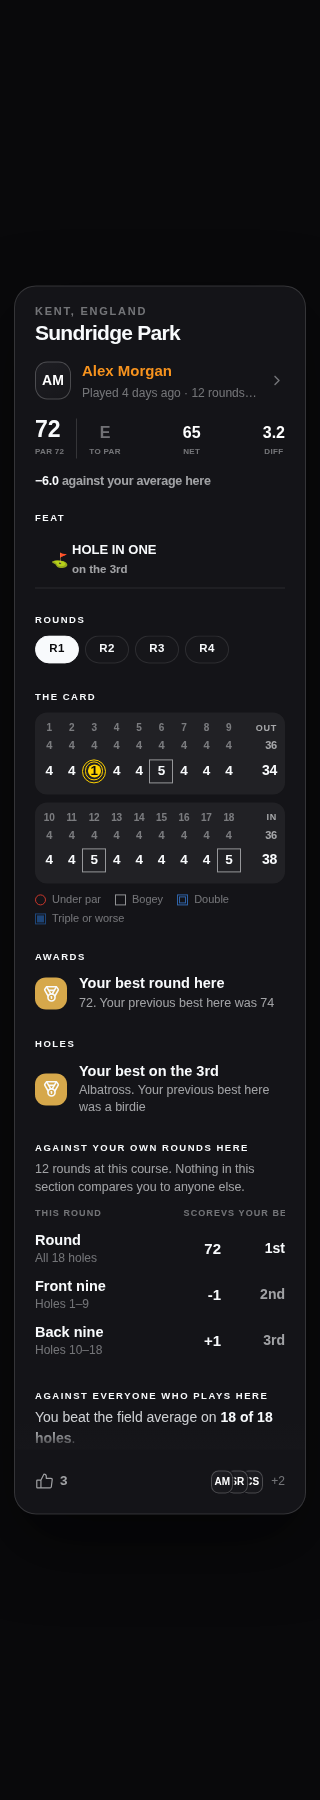 KENT, ENGLAND
Sundridge Park
AM
Alex Morgan
Played 4 days ago · 12 rounds…
72 E 65 3.2
PAR 72 TO PAR NET DIFF
−6.0 against your average here
FEAT
HOLE IN ONE
on the 3rd
ROUNDS
R1 R2 R3 R4
THE CARD
1 2 3 4 5 6 7 8 9 OUT
4 4 4 4 4 4 4 4 4 36
4 4 1 4 4 5 4 4 4 34
10 11 12 13 14 15 16 17 18 IN
4 4 4 4 4 4 4 4 4 36
4 4 5 4 4 4 4 4 5 38
Under par Bogey Double
Triple or worse
AWARDS
Your best round here
72. Your previous best here was 74
HOLES
Your best on the 3rd
Albatross. Your previous best here
was a birdie
AGAINST YOUR OWN ROUNDS HERE
12 rounds at this course. Nothing in this
section compares you to anyone else.
THIS ROUND SCORE VS YOUR BE
Round
All 18 holes
72 1st
Front nine
Holes 1–9
-1 2nd
Back nine
Holes 10–18
+1 3rd
AGAINST EVERYONE WHO PLAYS HERE
You beat the field average on 18 of 18
holes.
3 AM SR CS +2